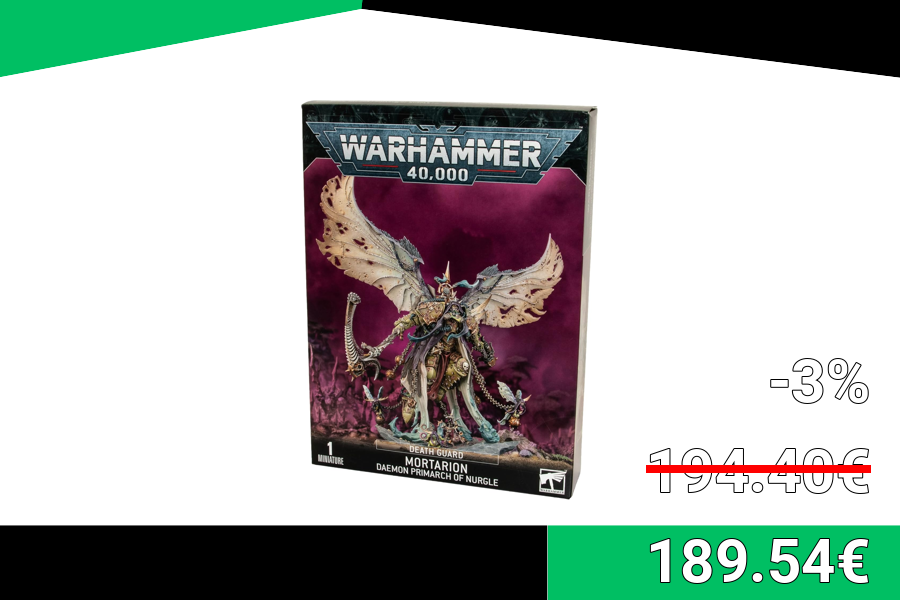 WARHAMMER
40,000
1
MINIATURE
DEATH GUARD
MORTARION
DAEMON PRIMARCH OF NURGLE
-3%
194.40€
189.54€